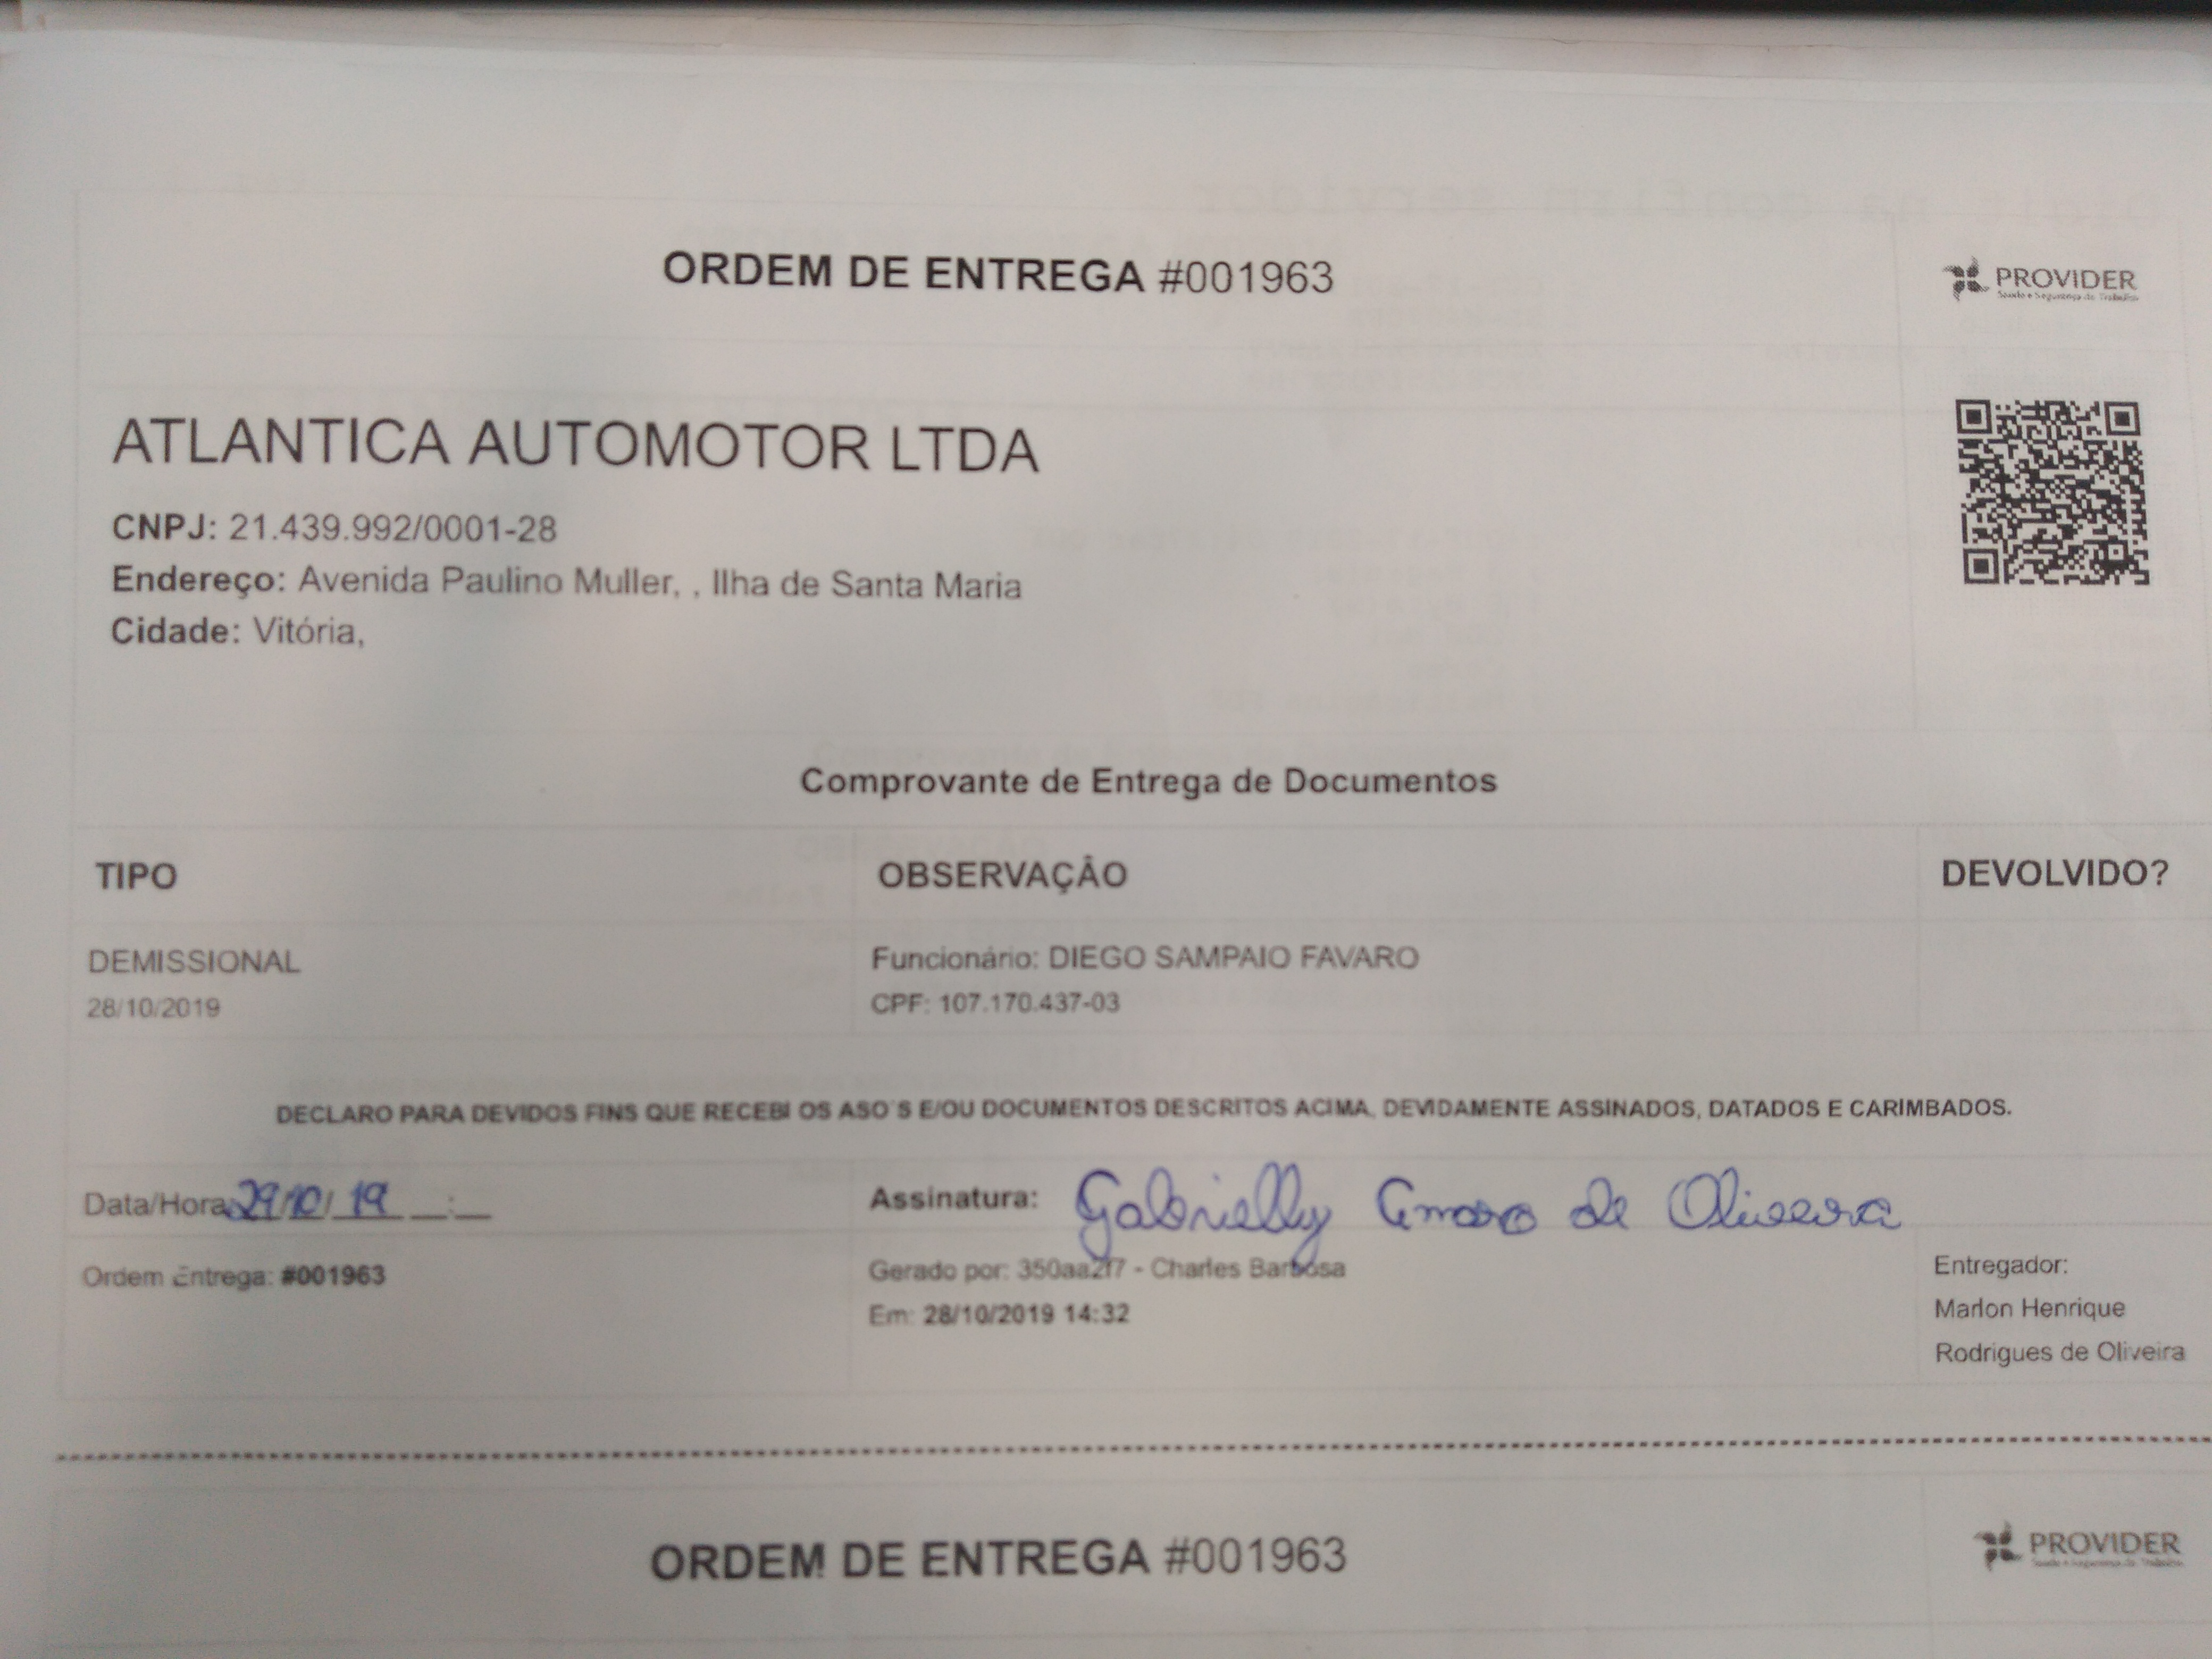 ORDEM DE ENTREGA #001963
PROVIDER
Saúde e Segurança do Trabalho
ATLANTICA AUTOMOTOR LTDA
CNPJ: 21.439.992/0001-28
Endereço: Avenida Paulino Muller, , Ilha de Santa Maria
Cidade: Vitória,
Comprovante de Entrega de Documentos
TIPO OBSERVAÇÃO DEVOLVIDO?
DEMISSIONAL Funcionário: DIEGO SAMPAIO FAVARO
28/10/2019 CPF: 107.170.437-03
DECLARO PARA DEVIDOS FINS QUE RECEBI OS ASO'S E/OU DOCUMENTOS DESCRITOS ACIMA, DEVIDAMENTE ASSINADOS, DATADOS E CARIMBADOS.
Data/Hora 29/10/19 __:__ Assinatura: Gabrielly Amaro de Oliveira
Ordem Entrega: #001963 Gerado por: 350aa2f7 - Charles Barbosa Entregador:
Em: 28/10/2019 14:32 Marlon Henrique
Rodrigues de Oliveira
ORDEM DE ENTREGA #001963
PROVIDER
Saúde e Segurança do Trabalho